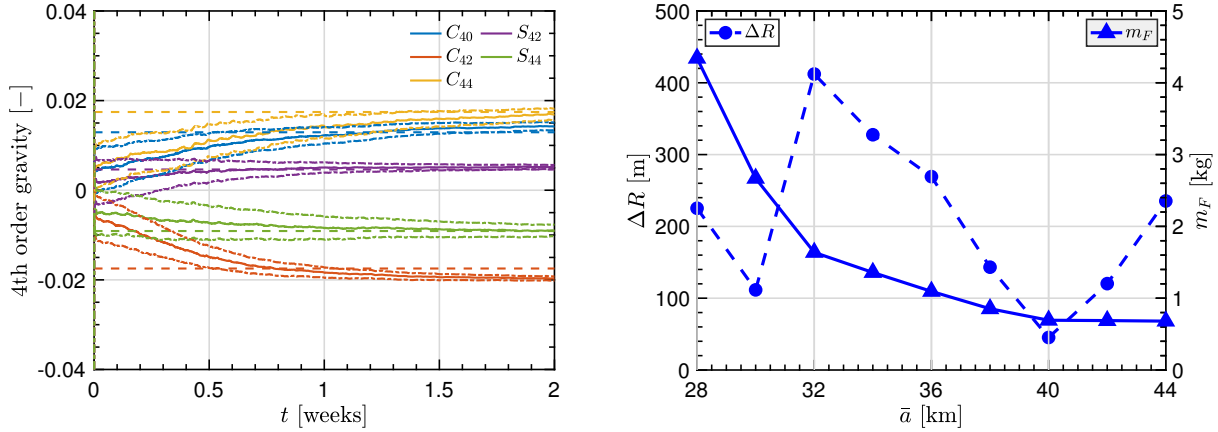 4th order gravity [−]
0.04
0.02
0
-0.02
-0.04
C₄₀ S₄₂
C₄₂ S₄₄
C₄₄
0 0.5 1 1.5 2
t [weeks]
ΔR [m]
500
400
300
200
100
0
ΔR
m_F
5
4
3
2
1
0
m_F [kg]
28 32 36 40 44
ā [km]